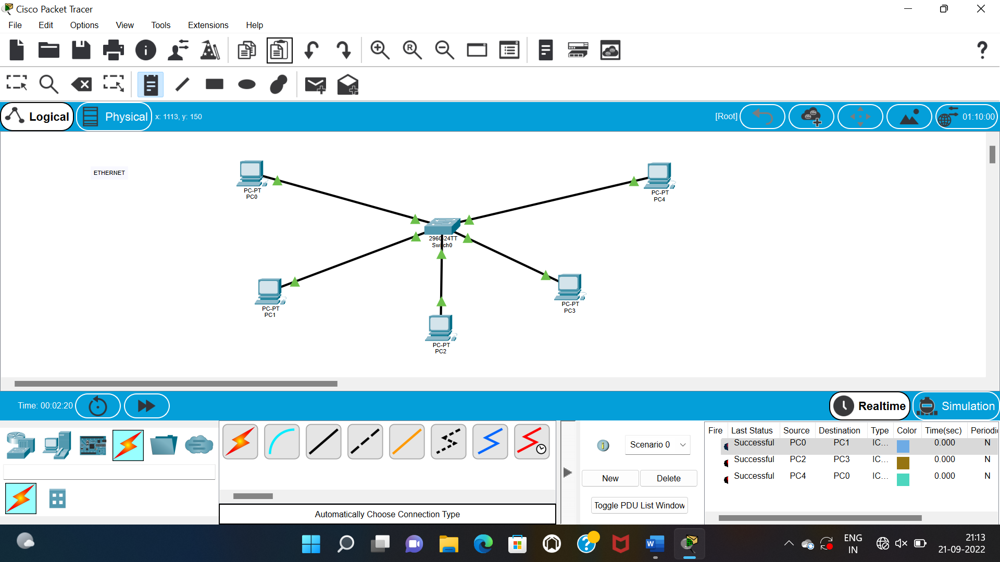 Cisco Packet Tracer
File Edit Options View Tools Extensions Help
Logical Physical x: 1113, y: 150 [Root] 01:10:00
ETHERNET
PC-PT
PC0
PC-PT
PC4
2960-24TT
Switch0
PC-PT
PC1
PC-PT
PC3
PC-PT
PC2
Time: 00:02:20 Realtime Simulation
Fire Last Status Source Destination Type Color Time(sec) Periodic
Successful PC0 PC1 IC... 0.000 N
Successful PC2 PC3 IC... 0.000 N
Successful PC4 PC0 IC... 0.000 N
Scenario 0
New Delete
Toggle PDU List Window
Automatically Choose Connection Type
ENG
IN
21:13
21-09-2022